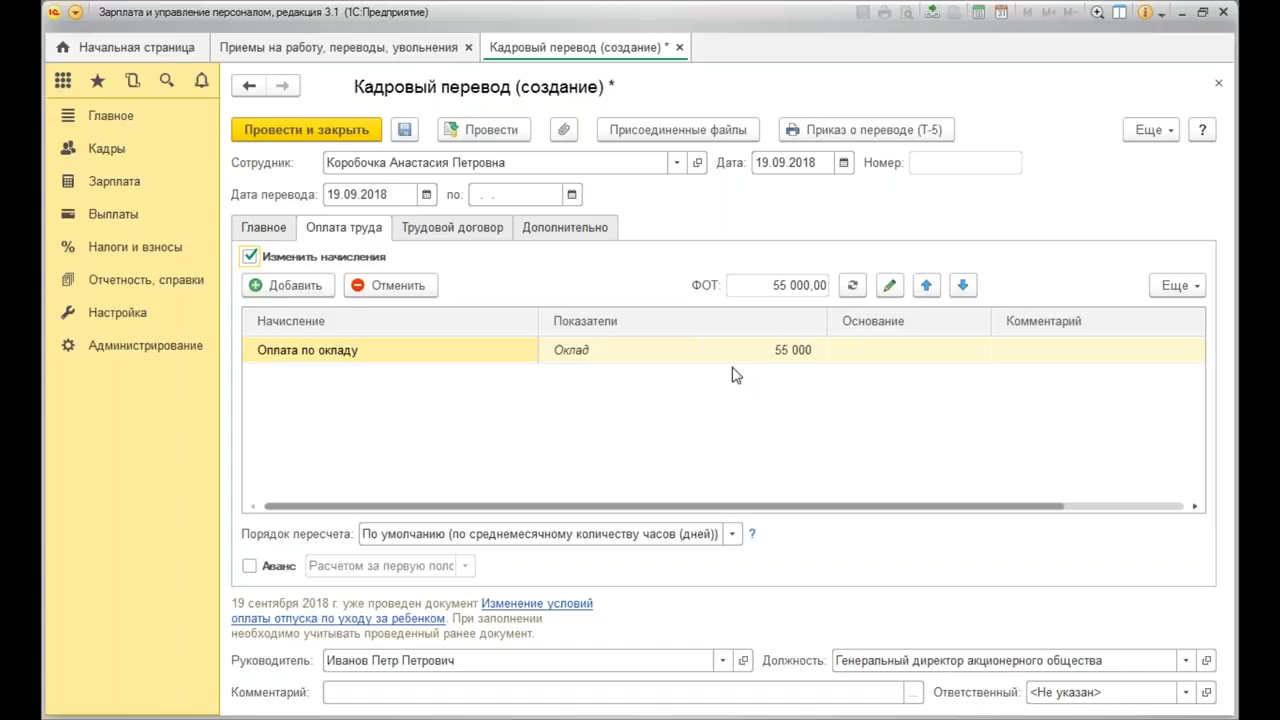 Зарплата и управление персоналом, редакция 3.1 (1С:Предприятие)
M M+ M-
Начальная страница
Приемы на работу, переводы, увольнения ×
Кадровый перевод (создание) * ×
Кадровый перевод (создание) *
Провести и закрыть
Провести
Присоединенные файлы
Приказ о переводе (Т-5)
Еще
?
Главное
Кадры
Зарплата
Выплаты
Налоги и взносы
Отчетность, справки
Настройка
Администрирование
Сотрудник: Коробочка Анастасия Петровна Дата: 19.09.2018 Номер:
Дата перевода: 19.09.2018 по: . .
Главное Оплата труда Трудовой договор Дополнительно
Изменить начисления
Добавить Отменить ФОТ: 55 000,00 Еще
Начисление Показатели Основание Комментарий
Оплата по окладу Оклад 55 000
Порядок пересчета: По умолчанию (по среднемесячному количеству часов (дней)) ?
Аванс Расчетом за первую полс
19 сентября 2018 г. уже проведен документ Изменение условий
оплаты отпуска по уходу за ребенком. При заполнении
необходимо учитывать проведенный ранее документ.
Руководитель: Иванов Петр Петрович Должность: Генеральный директор акционерного общества
Комментарий: ... Ответственный: <Не указан>